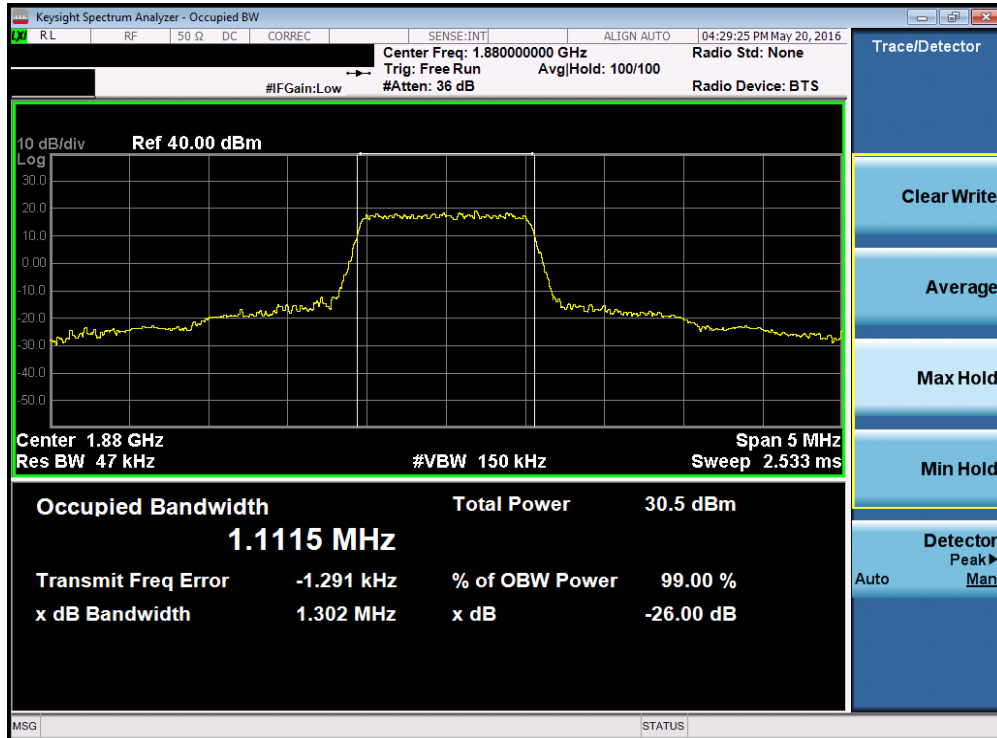 Keysight Spectrum Analyzer - Occupied BW
LXI RL RF 50 Ω DC CORREC SENSE:INT ALIGN AUTO 04:29:25 PM May 20, 2016
Center Freq: 1.880000000 GHz Radio Std: None
Trig: Free Run Avg|Hold: 100/100
#IFGain:Low #Atten: 36 dB Radio Device: BTS
Trace/Detector
10 dB/div Ref 40.00 dBm
Log
30.0
20.0
10.0
0.00
-10.0
-20.0
-30.0
-40.0
-50.0
Center 1.88 GHz Span 5 MHz
Res BW 47 kHz #VBW 150 kHz Sweep 2.533 ms
Occupied Bandwidth Total Power 30.5 dBm
1.1115 MHz
Transmit Freq Error -1.291 kHz % of OBW Power 99.00 %
x dB Bandwidth 1.302 MHz x dB -26.00 dB
Clear Write
Average
Max Hold
Min Hold
Detector
Peak▶
Auto Man
MSG STATUS